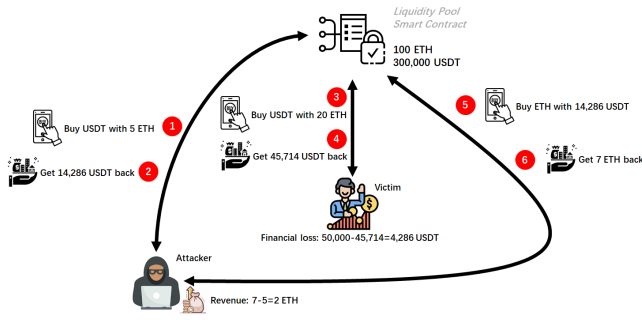 Liquidity Pool
Smart Contract
100 ETH
300,000 USDT
1
Buy USDT with 5 ETH
2
Get 14,286 USDT back
3
Buy USDT with 20 ETH
4
Get 45,714 USDT back
5
Buy ETH with 14,286 USDT
6
Get 7 ETH back
Victim
Financial loss: 50,000-45,714=4,286 USDT
Attacker
Revenue: 7-5=2 ETH